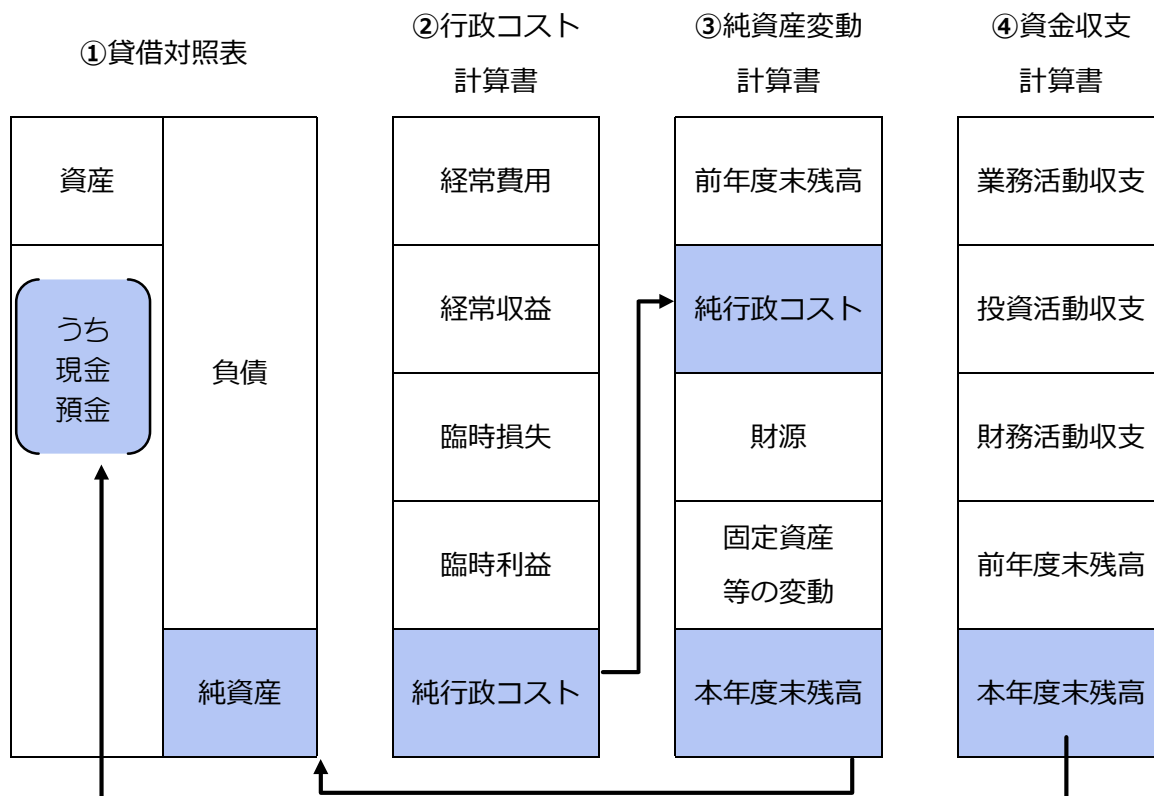 ①貸借対照表
資産
うち
現金
預金
負債
純資産
②行政コスト
計算書
経常費用
経常収益
臨時損失
臨時利益
純行政コスト
③純資産変動
計算書
前年度末残高
純行政コスト
財源
固定資産
等の変動
本年度末残高
④資金収支
計算書
業務活動収支
投資活動収支
財務活動収支
前年度末残高
本年度末残高